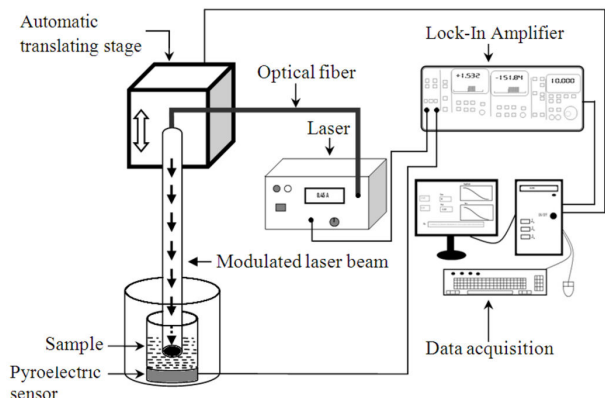 Automatic
translating stage
Lock-In Amplifier
+1.532
-151.84
10.000
Optical fiber
Laser
Modulated laser beam
Sample
Pyroelectric
sensor
Data acquisition